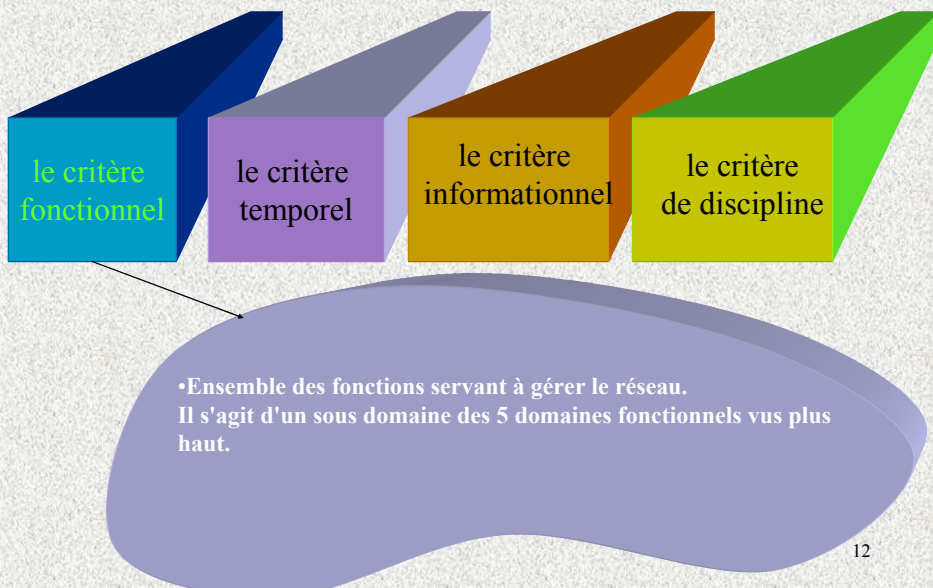 le critère
fonctionnel
le critère
temporel
le critère
informationnel
le critère
de discipline
•Ensemble des fonctions servant à gérer le réseau.
Il s'agit d'un sous domaine des 5 domaines fonctionnels vus plus
haut.
12